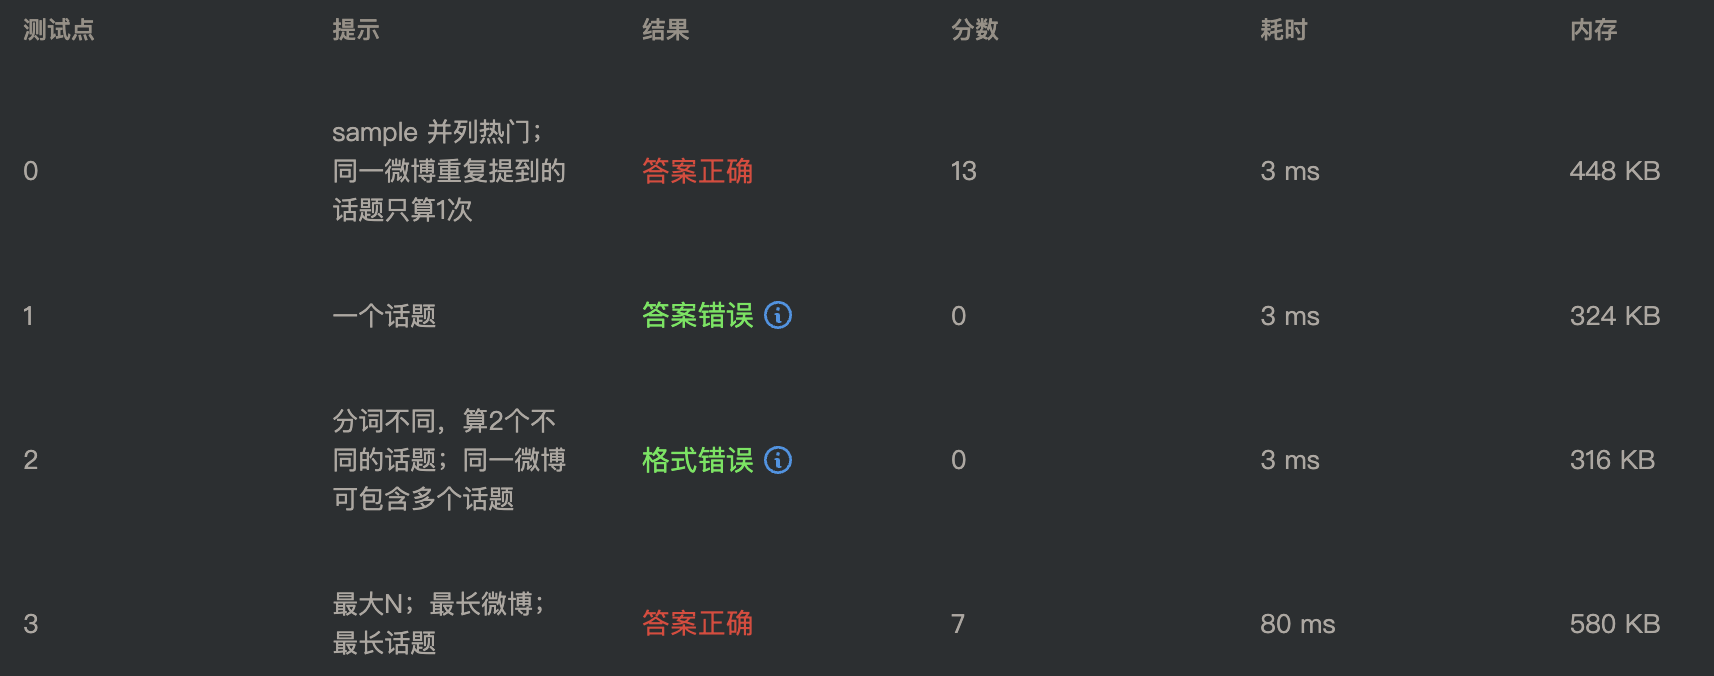 测试点 提示 结果 分数 耗时 内存
sample 并列热门；
同一微博重复提到的
话题只算1次
0 答案正确 13 3 ms 448 KB
1 一个话题 答案错误 0 3 ms 324 KB
分词不同，算2个不
同的话题；同一微博
可包含多个话题
2 格式错误 0 3 ms 316 KB
最大N；最长微博；
最长话题
3 答案正确 7 80 ms 580 KB